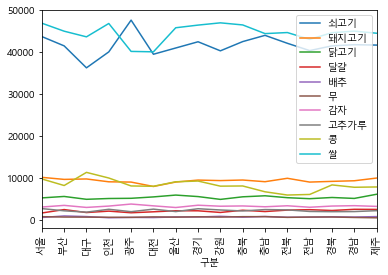 50000
40000
30000
20000
10000
0
쇠고기
돼지고기
닭고기
달걀
배추
무
감자
고추가루
콩
쌀
서울
부산
대구
인천
광주
대전
울산
경기
강원
충북
충남
전북
전남
경북
경남
제주
구분